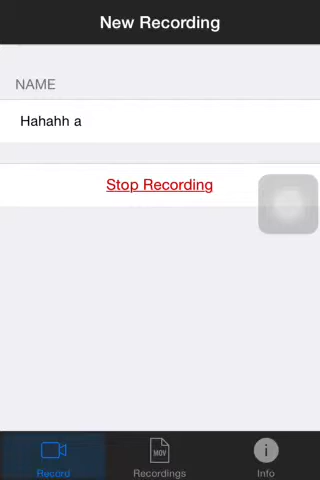 New Recording
NAME
Hahahh a
Stop Recording
MOV
Record
Recordings
Info